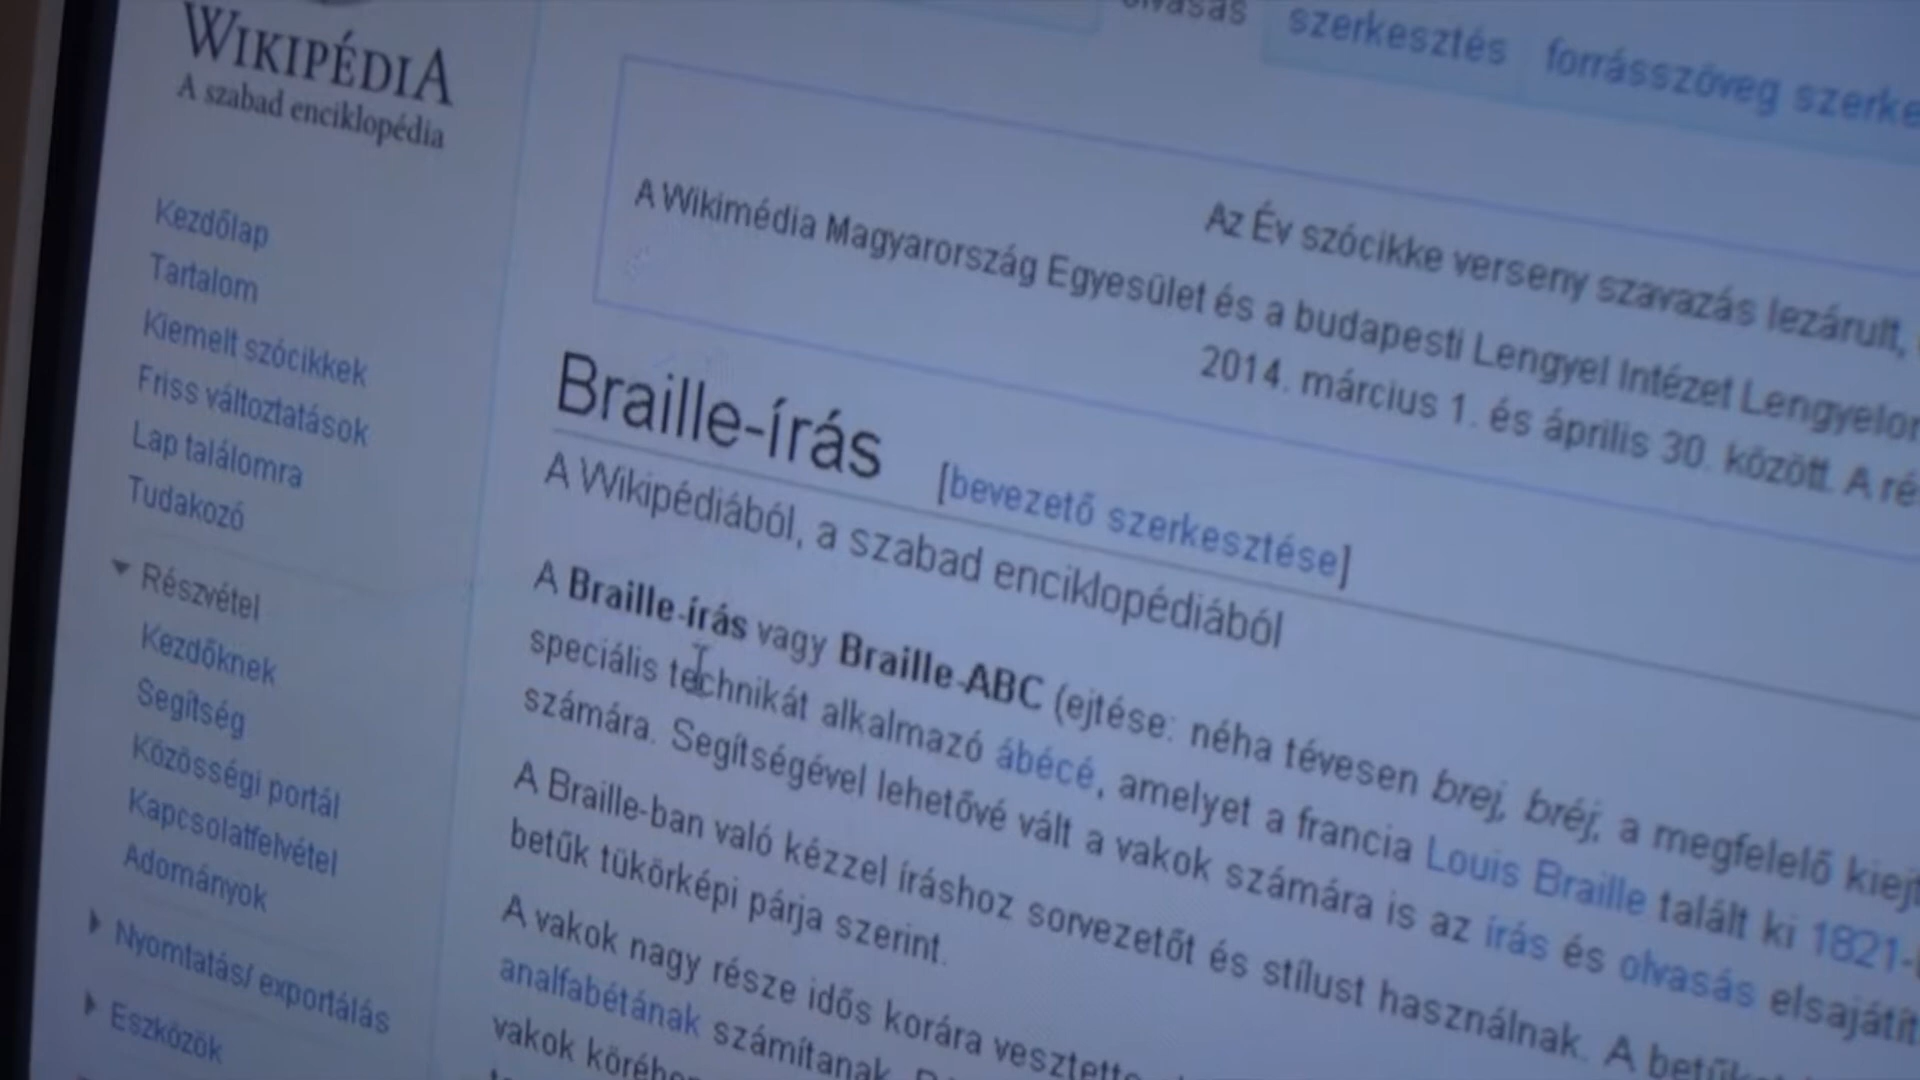 WIKIPÉDIA
A szabad enciklopédia
Kezdőlap
Tartalom
Kiemelt szócikkek
Friss változtatások
Lap találomra
Tudakozó
Részvétel
Kezdőknek
Segítség
Közösségi portál
Kapcsolatfelvétel
Adományok
Nyomtatás/ exportálás
Eszközök
szerkesztés
forrásszöveg
Az Év szócikke verseny szavazás lezárult,
A Wikimédia Magyarország Egyesület és a budapesti Lengyel Intézet
2014. március 1. és április 30. között. A
Braille-írás [bevezető szerkesztése]
A Wikipédiából, a szabad enciklopédiából
A Braille-írás vagy Braille-ABC (ejtése: néha tévesen brej, bréj, a megfelelő
speciális technikát alkalmazó ábécé, amelyet a francia Louis Braille talált ki 1821-
számára. Segítségével lehetővé vált a vakok számára is az írás és olvasás
A Braille-ban való kézzel íráshoz sorvezetőt és stílust használnak. A
betűk tükörképi párja szerint.
A vakok nagy része idős korára
analfabétának számítanak.
vakok